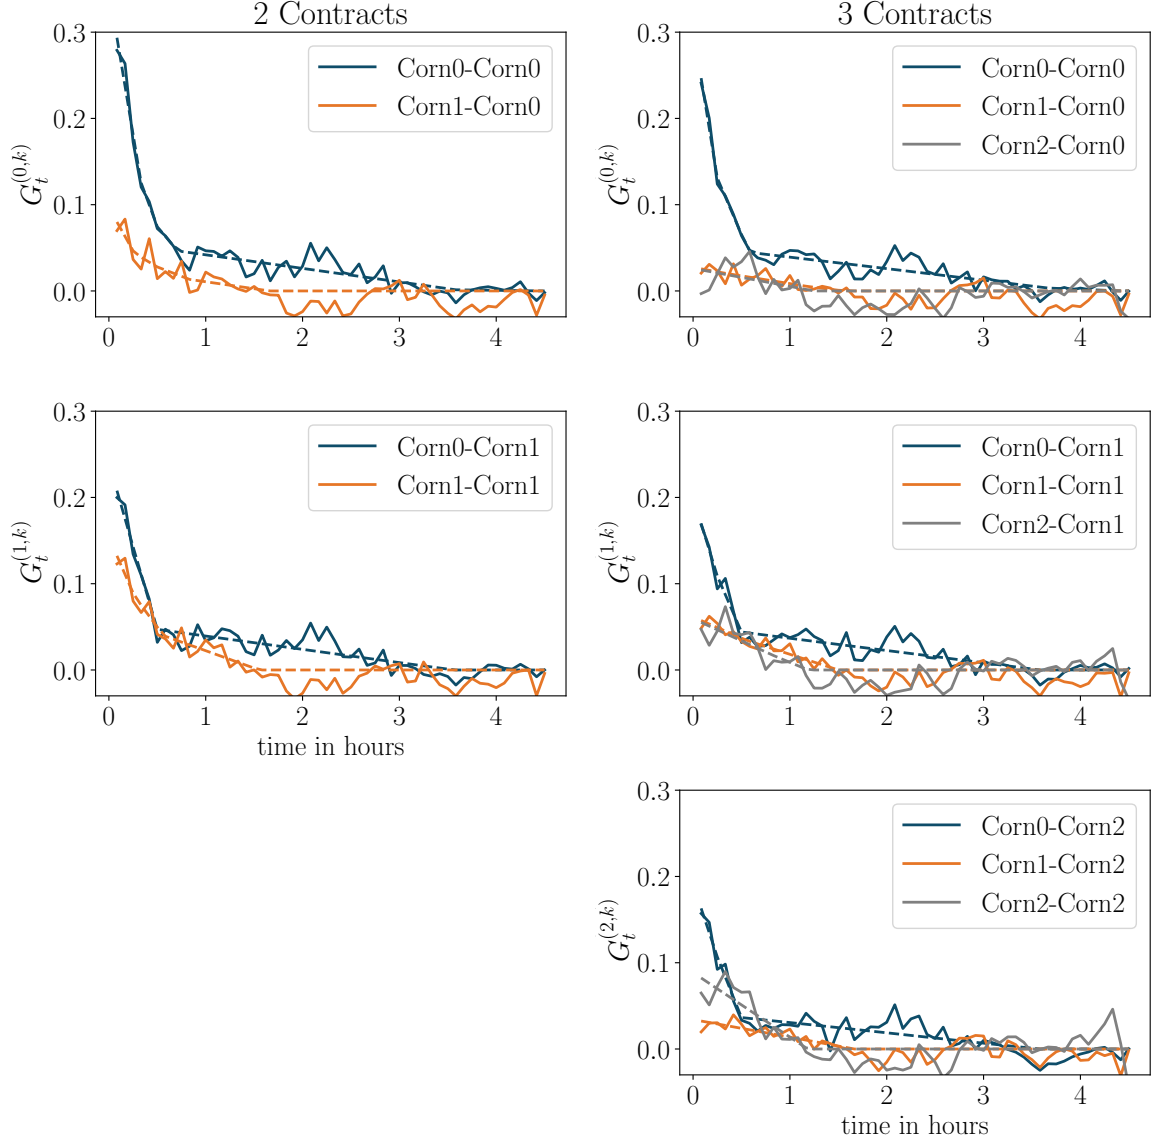 2 Contracts
0.3
0.2
0.1
0.0
G_t^{(0,k)}
Corn0-Corn0
Corn1-Corn0
0 1 2 3 4
3 Contracts
0.3
0.2
0.1
0.0
G_t^{(0,k)}
Corn0-Corn0
Corn1-Corn0
Corn2-Corn0
0 1 2 3 4
0.3
0.2
0.1
0.0
G_t^{(1,k)}
Corn0-Corn1
Corn1-Corn1
0 1 2 3 4
time in hours
0.3
0.2
0.1
0.0
G_t^{(1,k)}
Corn0-Corn1
Corn1-Corn1
Corn2-Corn1
0 1 2 3 4
0.3
0.2
0.1
0.0
G_t^{(2,k)}
Corn0-Corn2
Corn1-Corn2
Corn2-Corn2
0 1 2 3 4
time in hours